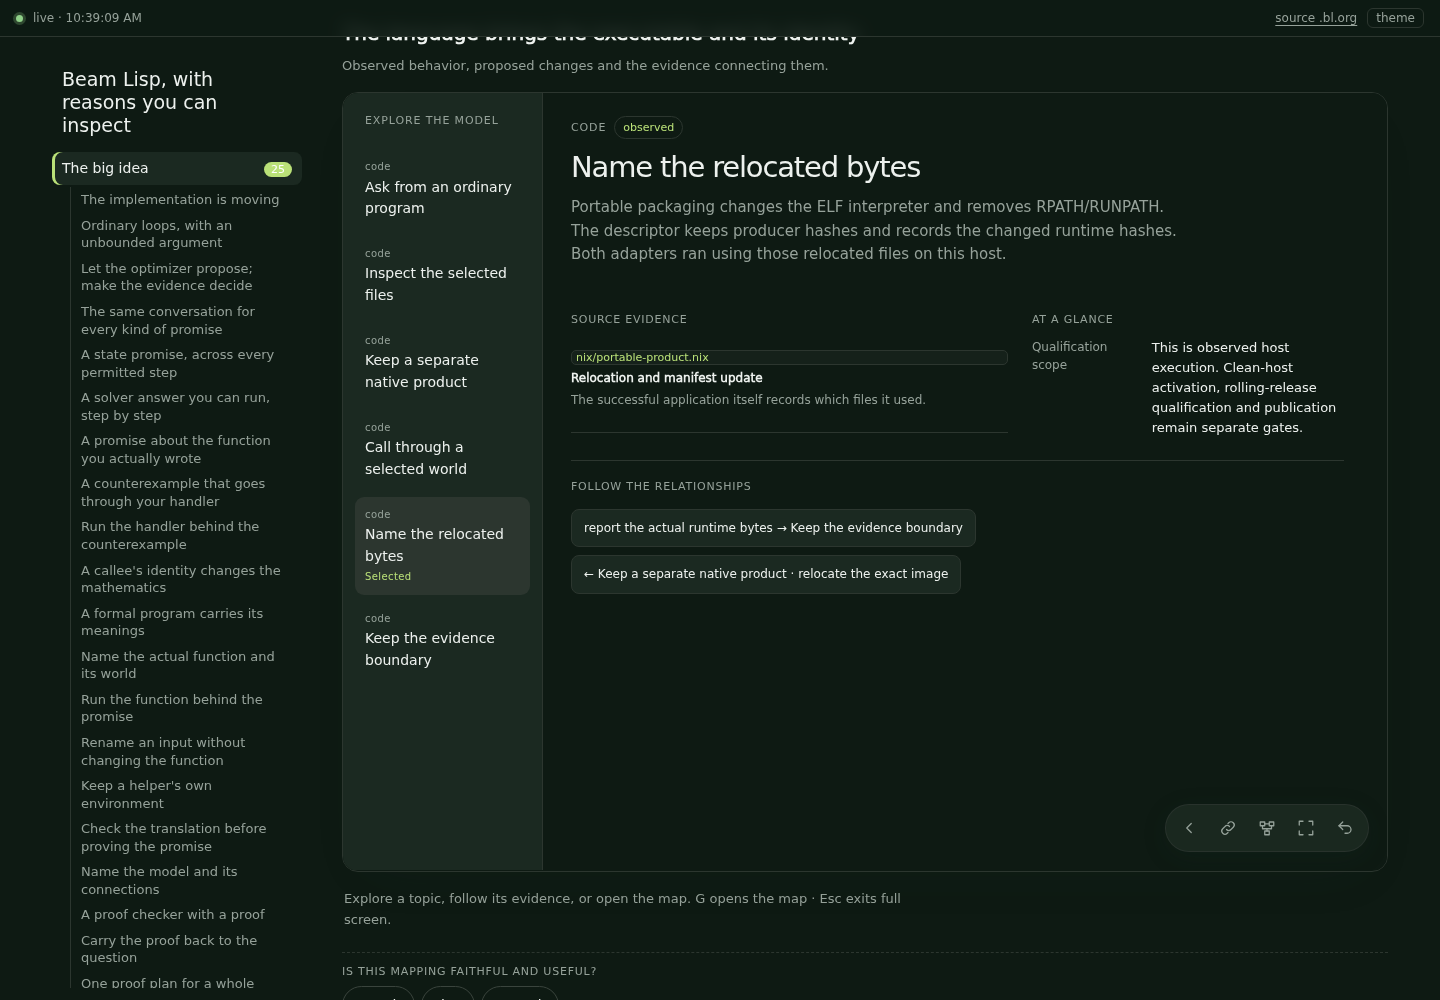 live · 10:39:09 AM
source .bl.org
theme
Beam Lisp, with
reasons you can
inspect
The big idea
25
The implementation is moving
Ordinary loops, with an
unbounded argument
Let the optimizer propose;
make the evidence decide
The same conversation for
every kind of promise
A state promise, across every
permitted step
A solver answer you can run,
step by step
A promise about the function
you actually wrote
A counterexample that goes
through your handler
Run the handler behind the
counterexample
A callee's identity changes the
mathematics
A formal program carries its
meanings
Name the actual function and
its world
Run the function behind the
promise
Rename an input without
changing the function
Keep a helper's own
environment
Check the translation before
proving the promise
Name the model and its
connections
A proof checker with a proof
Carry the proof back to the
question
One proof plan for a whole
The language brings the executable and its identity
Observed behavior, proposed changes and the evidence connecting them.
EXPLORE THE MODEL
code
Ask from an ordinary
program
code
Inspect the selected
files
code
Keep a separate
native product
code
Call through a
selected world
code
Name the relocated
bytes
Selected
code
Keep the evidence
boundary
CODE
observed
Name the relocated bytes
Portable packaging changes the ELF interpreter and removes RPATH/RUNPATH.
The descriptor keeps producer hashes and records the changed runtime hashes.
Both adapters ran using those relocated files on this host.
SOURCE EVIDENCE
nix/portable-product.nix
Relocation and manifest update
The successful application itself records which files it used.
AT A GLANCE
Qualification
scope
This is observed host
execution. Clean-host
activation, rolling-release
qualification and publication
remain separate gates.
FOLLOW THE RELATIONSHIPS
report the actual runtime bytes → Keep the evidence boundary
← Keep a separate native product · relocate the exact image
Explore a topic, follow its evidence, or open the map. G opens the map · Esc exits full
screen.
IS THIS MAPPING FAITHFUL AND USEFUL?